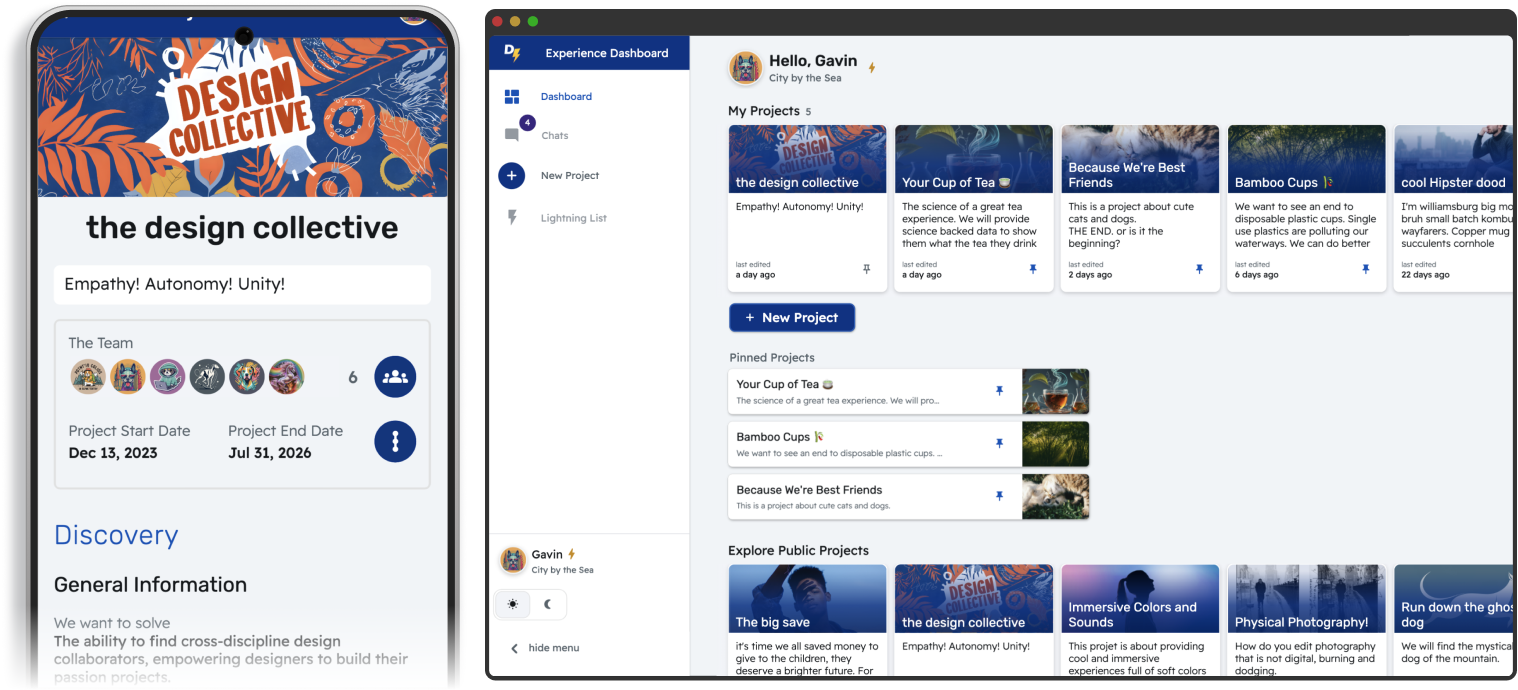 DESIGN
COLLECTIVE
the design collective
Empathy! Autonomy! Unity!
The Team
6
Project Start Date
Project End Date
Dec 13, 2023
Jul 31, 2026
Discovery
General Information
We want to solve
The ability to find cross-discipline design
collaborators, empowering designers to build their
passion projects.
D
Experience Dashboard
Dashboard
4
Chats
New Project
Lightning List
Gavin
City by the Sea
hide menu
Hello, Gavin
City by the Sea
My Projects 5
DESIGN
COLLECTIVE
the design collective
Empathy! Autonomy! Unity!
last edited
a day ago
Your Cup of Tea
The science of a great tea
experience. We will provide
science backed data to show
them what the tea they drink
last edited
a day ago
Because We're Best
Friends
This is a project about cute
cats and dogs.
THE END. or is it the
beginning?
last edited
2 days ago
Bamboo Cups
We want to see an end to
disposable plastic cups. Single
use plastics are polluting our
waterways. We can do better
last edited
6 days ago
cool Hipster dood
I'm williamsburg big mo
bruh small batch kombu
wayfarers. Copper mug
succulents cornhole
last edited
22 days ago
+ New Project
Pinned Projects
Your Cup of Tea
The science of a great tea experience. We will pro...
Bamboo Cups
We want to see an end to disposable plastic cups. ...
Because We're Best Friends
This is a project about cute cats and dogs.
Explore Public Projects
The big save
it's time we all saved money to
give to the children, they
deserve a brighter future. For
DESIGN
COLLECTIVE
the design collective
Empathy! Autonomy! Unity!
Immersive Colors and
Sounds
This projet is about providing
cool and immersive
experiences full of soft colors
Physical Photography!
How do you edit photography
that is not digital, burning and
dodging.
Run down the ghos
dog
We will find the mystical
dog of the mountain.